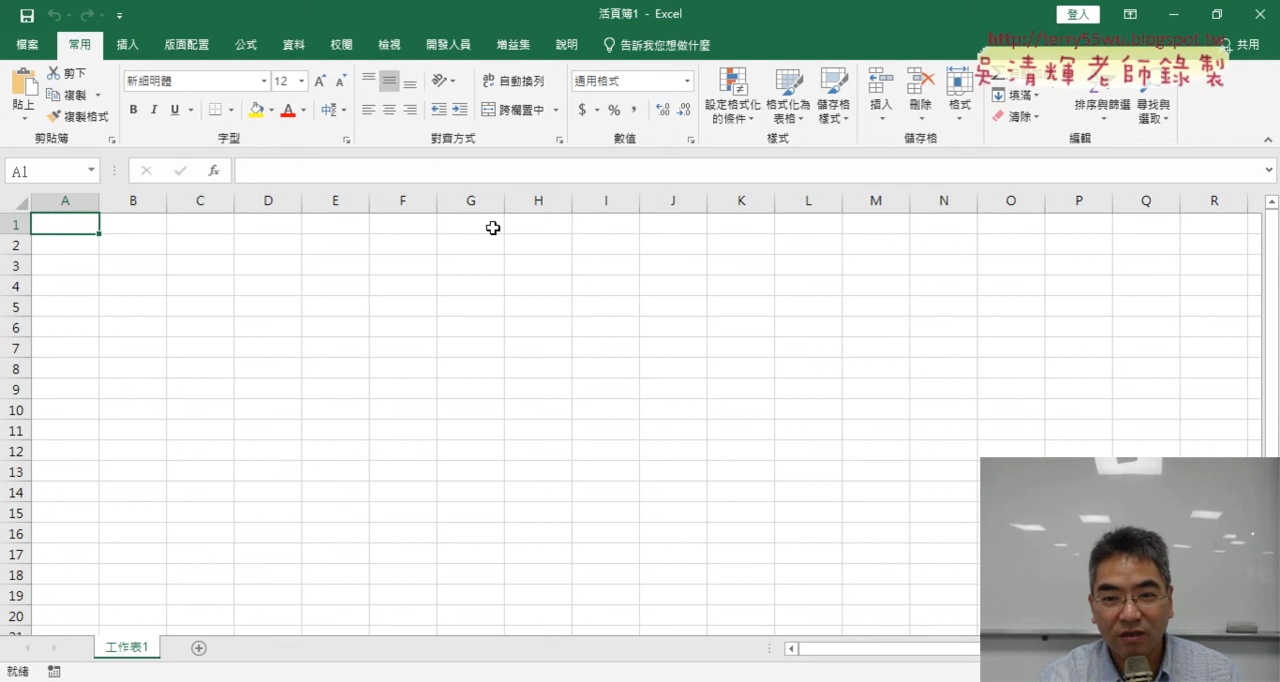 活頁簿1 - Excel
登入
檔案 常用 插入 版面配置 公式 資料 校閱 檢視 開發人員 增益集 說明 告訴我您想做什麼 共用
http://terry55wu.blogspot.tw
吳清輝老師錄製
貼上
剪下
複製
複製格式
剪貼簿
新細明體 12
B I U
字型
自動換列
跨欄置中
對齊方式
通用格式
$ % ,
數值
設定格式化的條件
格式化為表格
儲存格樣式
樣式
插入
刪除
格式
儲存格
填滿
清除
排序與篩選
尋找與選取
編輯
A1
fx
A B C D E F G H I J K L M N O P Q R
1
2
3
4
5
6
7
8
9
10
11
12
13
14
15
16
17
18
19
20
工作表1
就緒